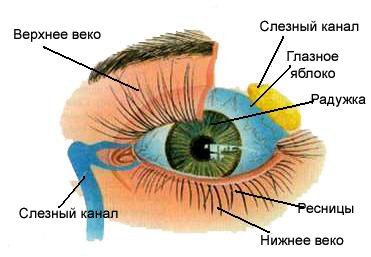 Верхнее веко
Слезный канал
Глазное
яблоко
Радужка
Слезный канал
Ресницы
Нижнее веко